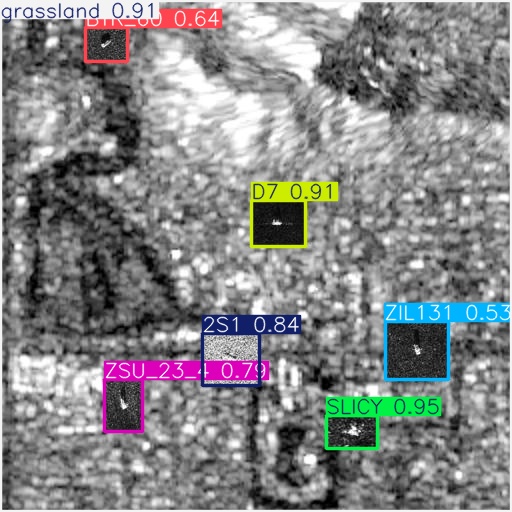 grassland 0.91
BTR_60 0.64
D7 0.91
ZIL131 0.53
2S1 0.84
ZSU_23_4 0.79
SLICY 0.95